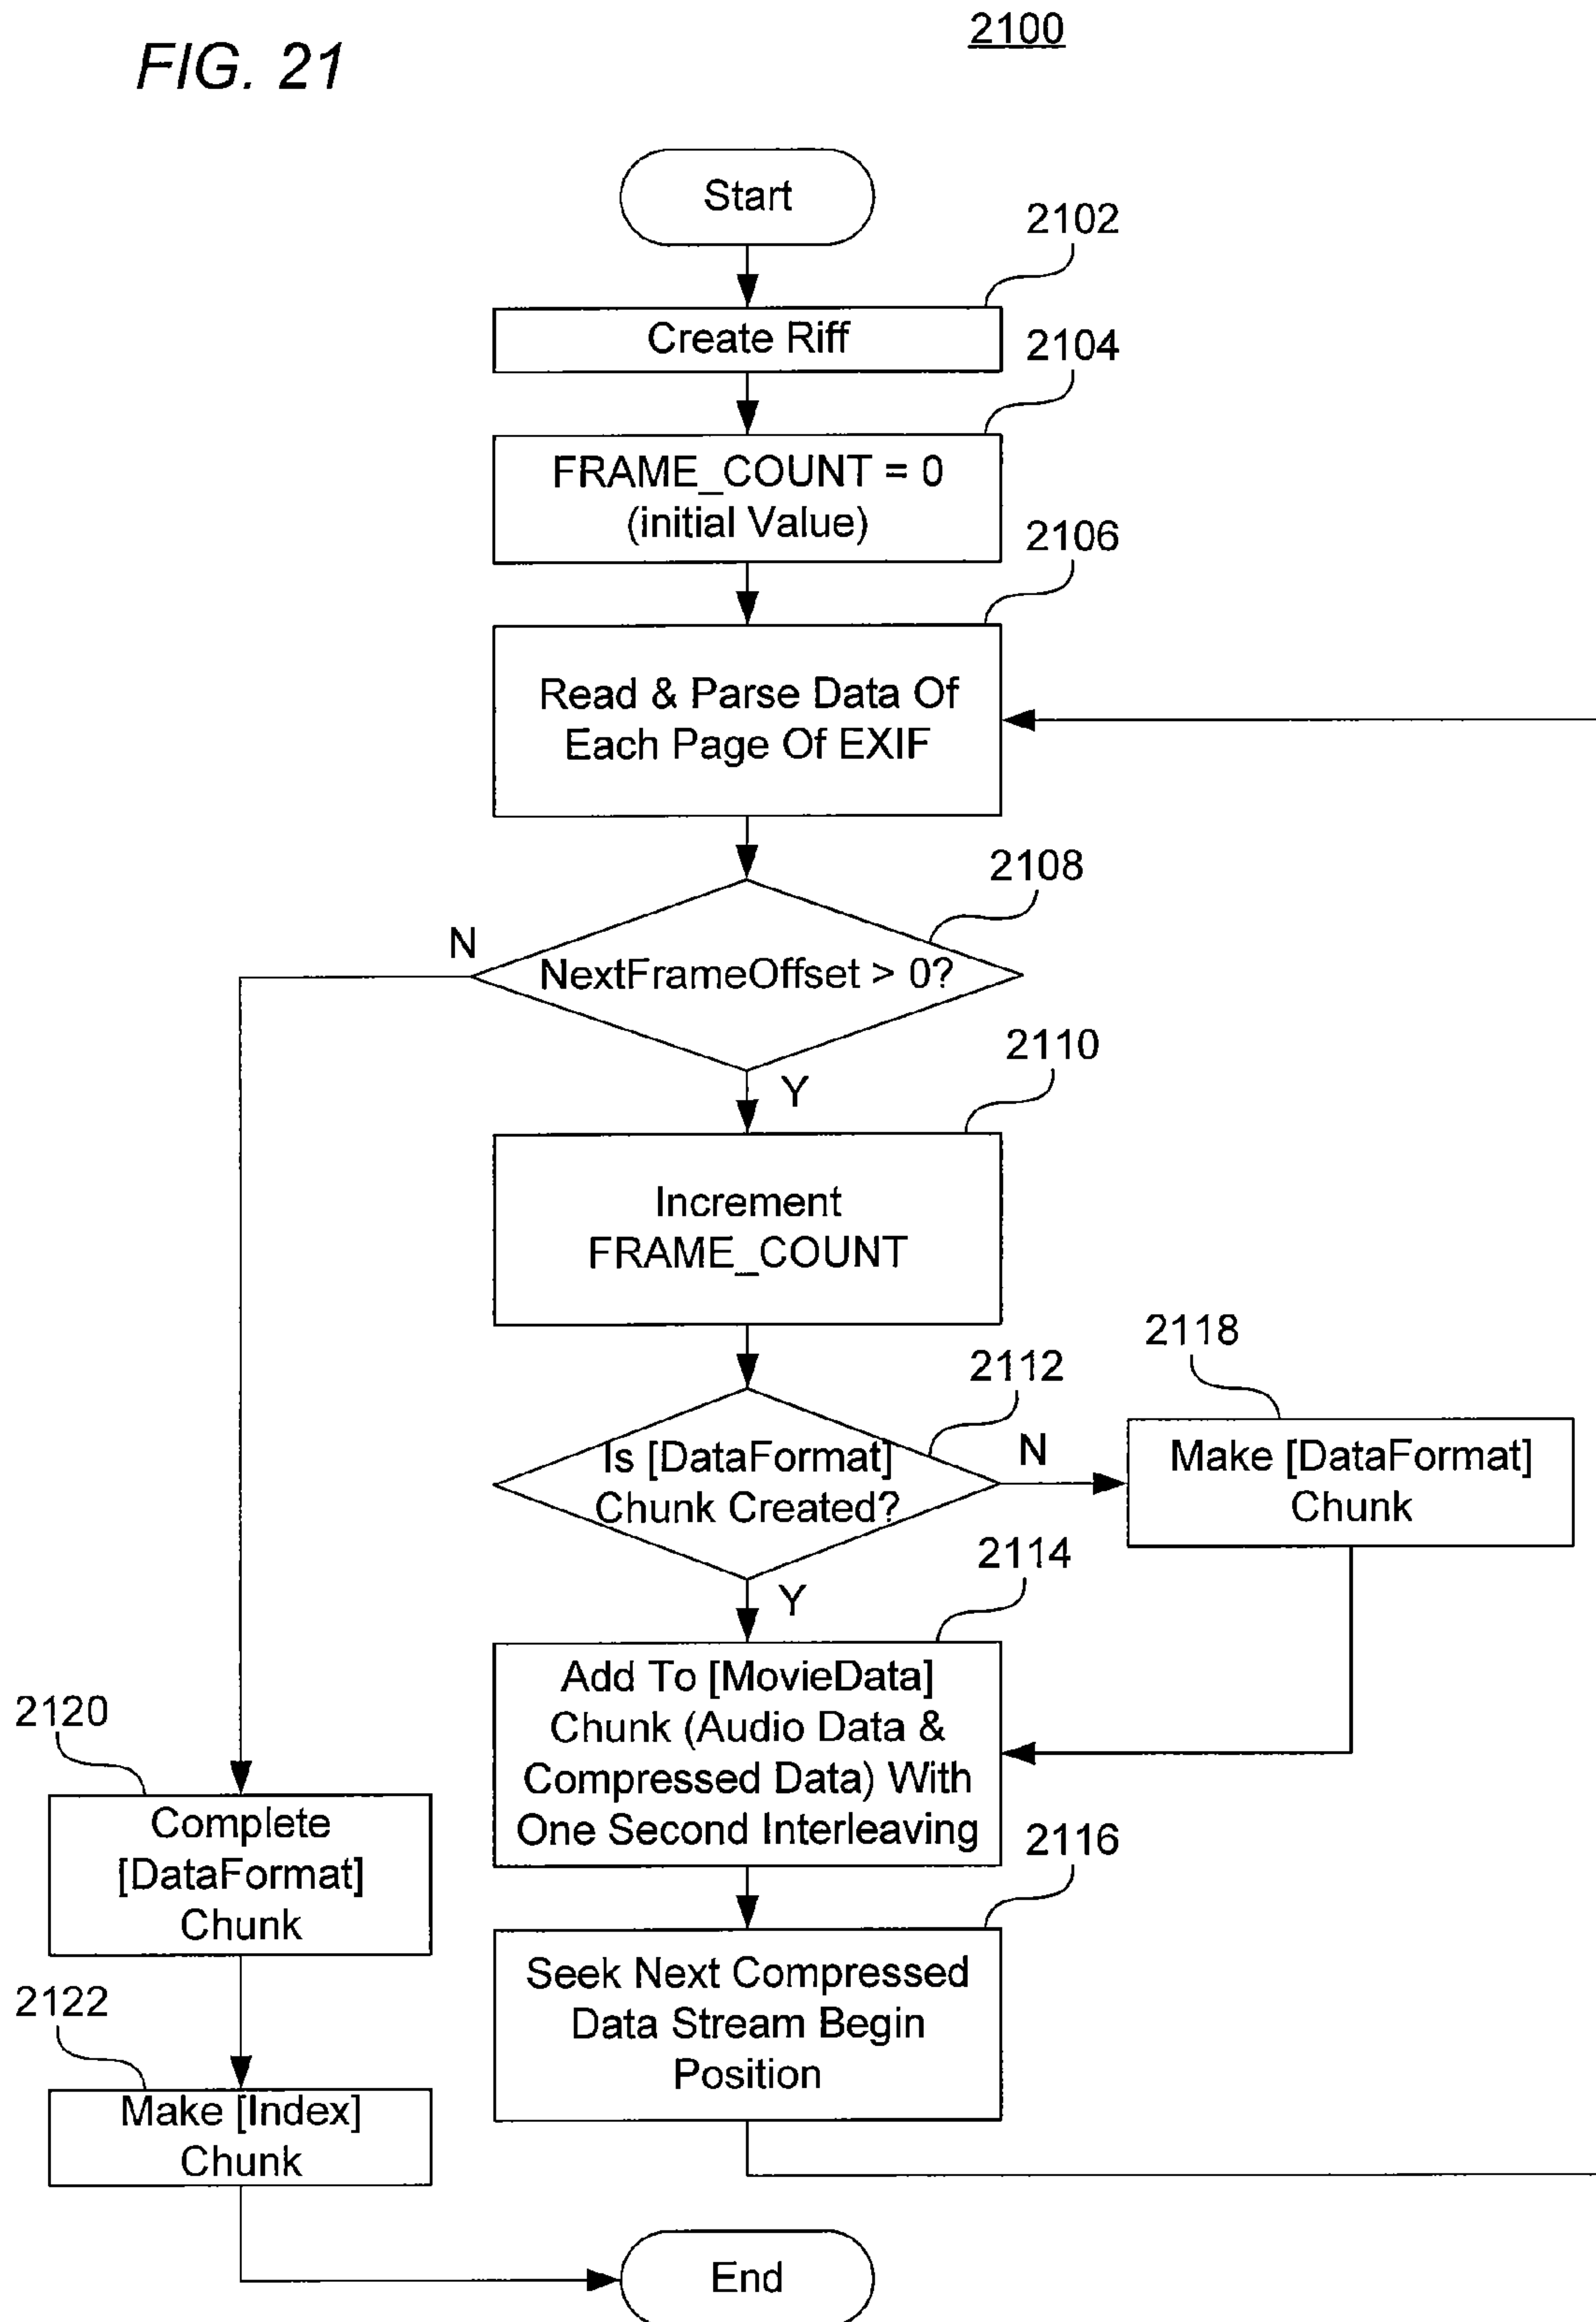 FIG. 21
2100
Start
2102
Create Riff
2104
FRAME_COUNT = 0
(initial Value)
2106
Read & Parse Data Of
Each Page Of EXIF
2108
N
NextFrameOffset > 0?
2110
Y
Increment
FRAME_COUNT
2118
2112
Is [DataFormat]
Chunk Created?
N
Make [DataFormat]
Chunk
2114
Y
Add To [MovieData]
Chunk (Audio Data &
Compressed Data) With
One Second Interleaving
2120
Complete
[DataFormat]
Chunk
2116
Seek Next Compressed
Data Stream Begin
Position
2122
Make [Index]
Chunk
End